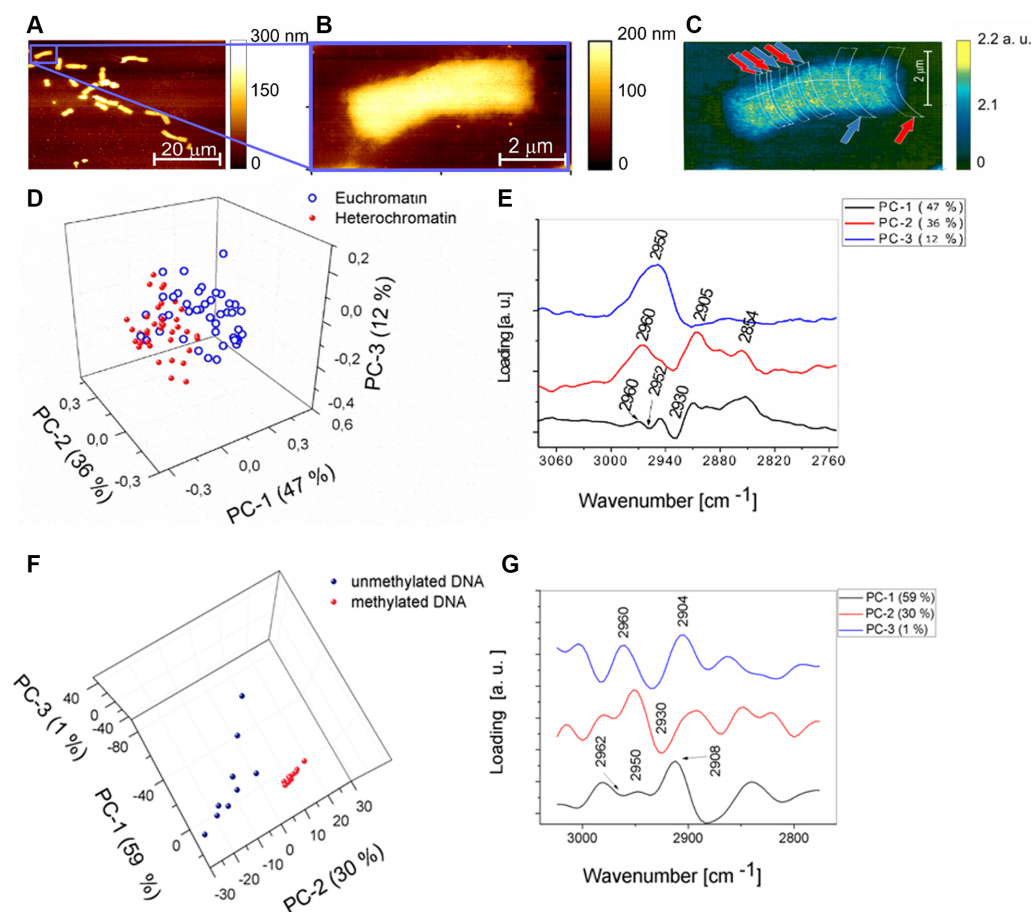 A
300 nm
150
0
20 µm
B
200 nm
100
0
2 µm
C
2.2 a. u.
2.1
0
2 µm
D
Euchromatin
Heterochromatin
0,2
0,0
-0,2
-0,4
PC-3 (12 %)
0,3
0,0
-0,3
PC-2 (36 %)
-0,3
0,0
0,3
0,6
PC-1 (47 %)
E
PC-1 ( 47 %)
PC-2 ( 36 %)
PC-3 ( 12 %)
2950
2960
2905
2854
2960
2952
2930
Loading[a. u.]
3060 3000 2940 2880 2820 2760
Wavenumber [cm -1]
F
unmethylated DNA
methylated DNA
PC-3 (1 %)
40
0
-40
-80
-40
0
PC-1 (59 %)
-30 -20 -10 0 10 20 30
PC-2 (30 %)
G
PC-1 (59 %)
PC-2 (30 %)
PC-3 (1 %)
2960
2904
2930
2962
2950
2908
Loading [a. u.]
3000 2900 2800
Wavenumber [cm -1]